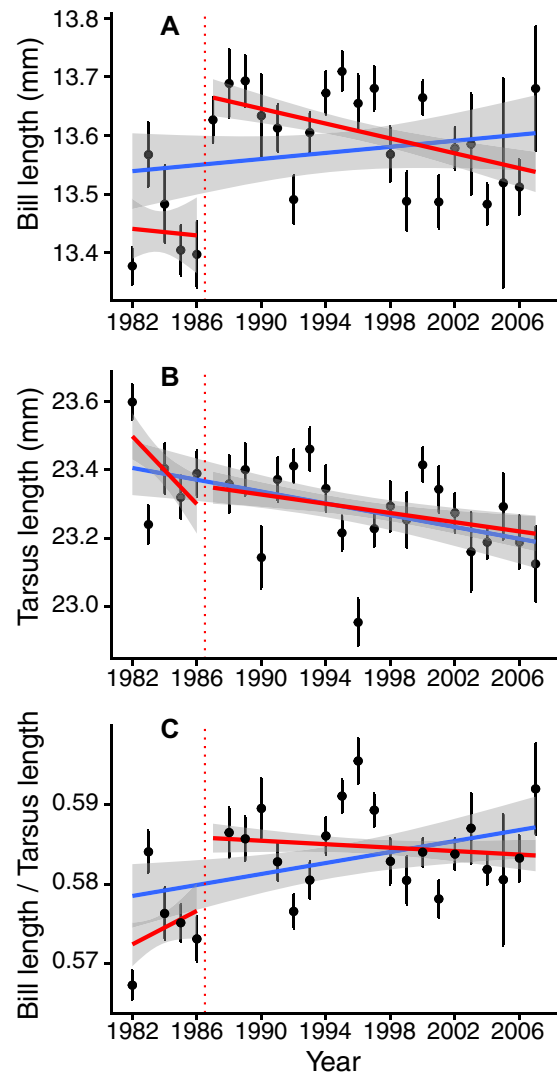 A
Bill length (mm)
13.8
13.7
13.6
13.5
13.4
1982 1986 1990 1994 1998 2002 2006
B
Tarsus length (mm)
23.6
23.4
23.2
23.0
1982 1986 1990 1994 1998 2002 2006
C
Bill length / Tarsus length
0.59
0.58
0.57
1982 1986 1990 1994 1998 2002 2006
Year